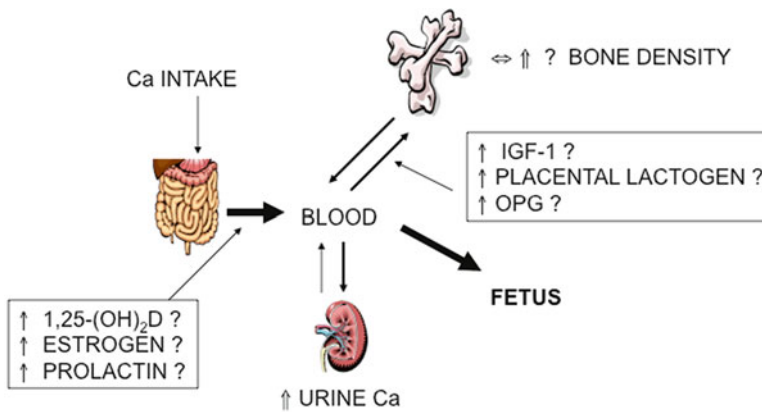 Ca INTAKE
⇔ ⇑ ? BONE DENSITY
↑ IGF-1 ?
↑ PLACENTAL LACTOGEN ?
↑ OPG ?
BLOOD
FETUS
↑ 1,25-(OH)₂D ?
↑ ESTROGEN ?
↑ PROLACTIN ?
⇑ URINE Ca